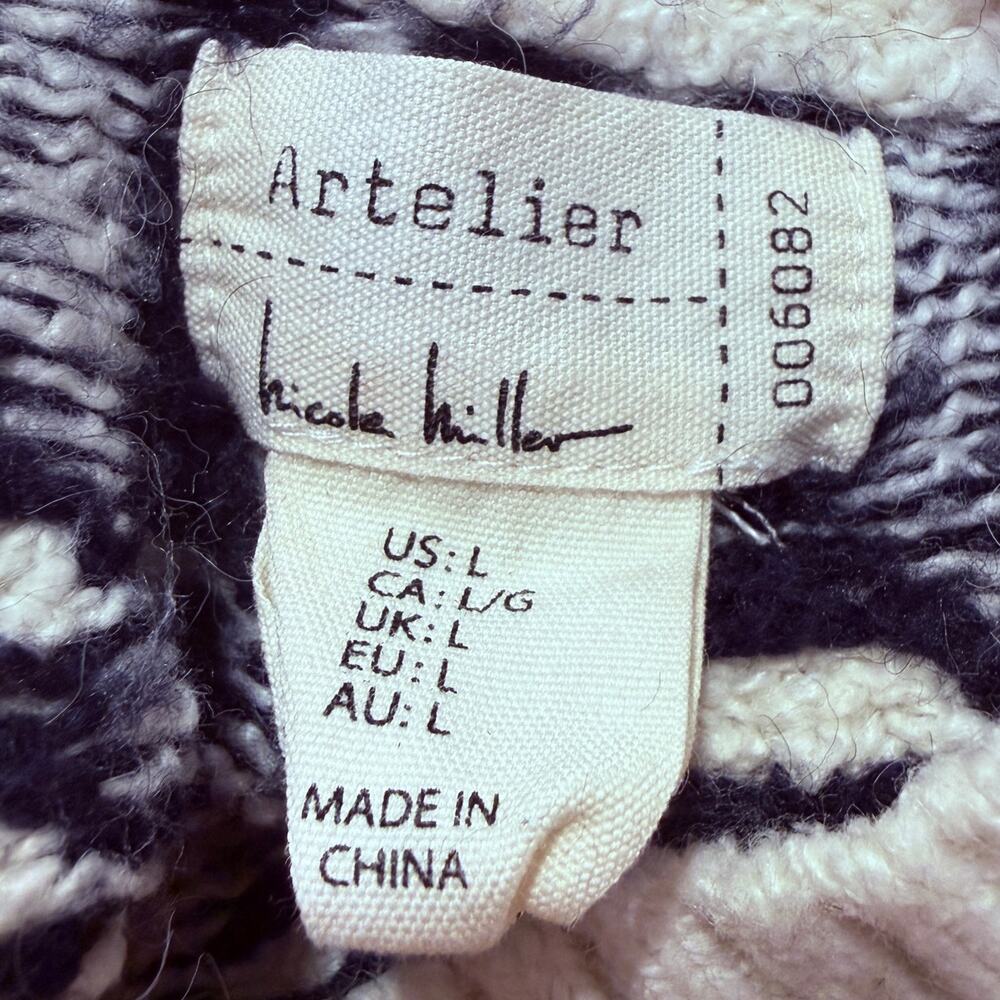 Artelier
nicole miller
006082
US: L
CA: L/G
UK: L
EU: L
AU: L
MADE IN
CHINA